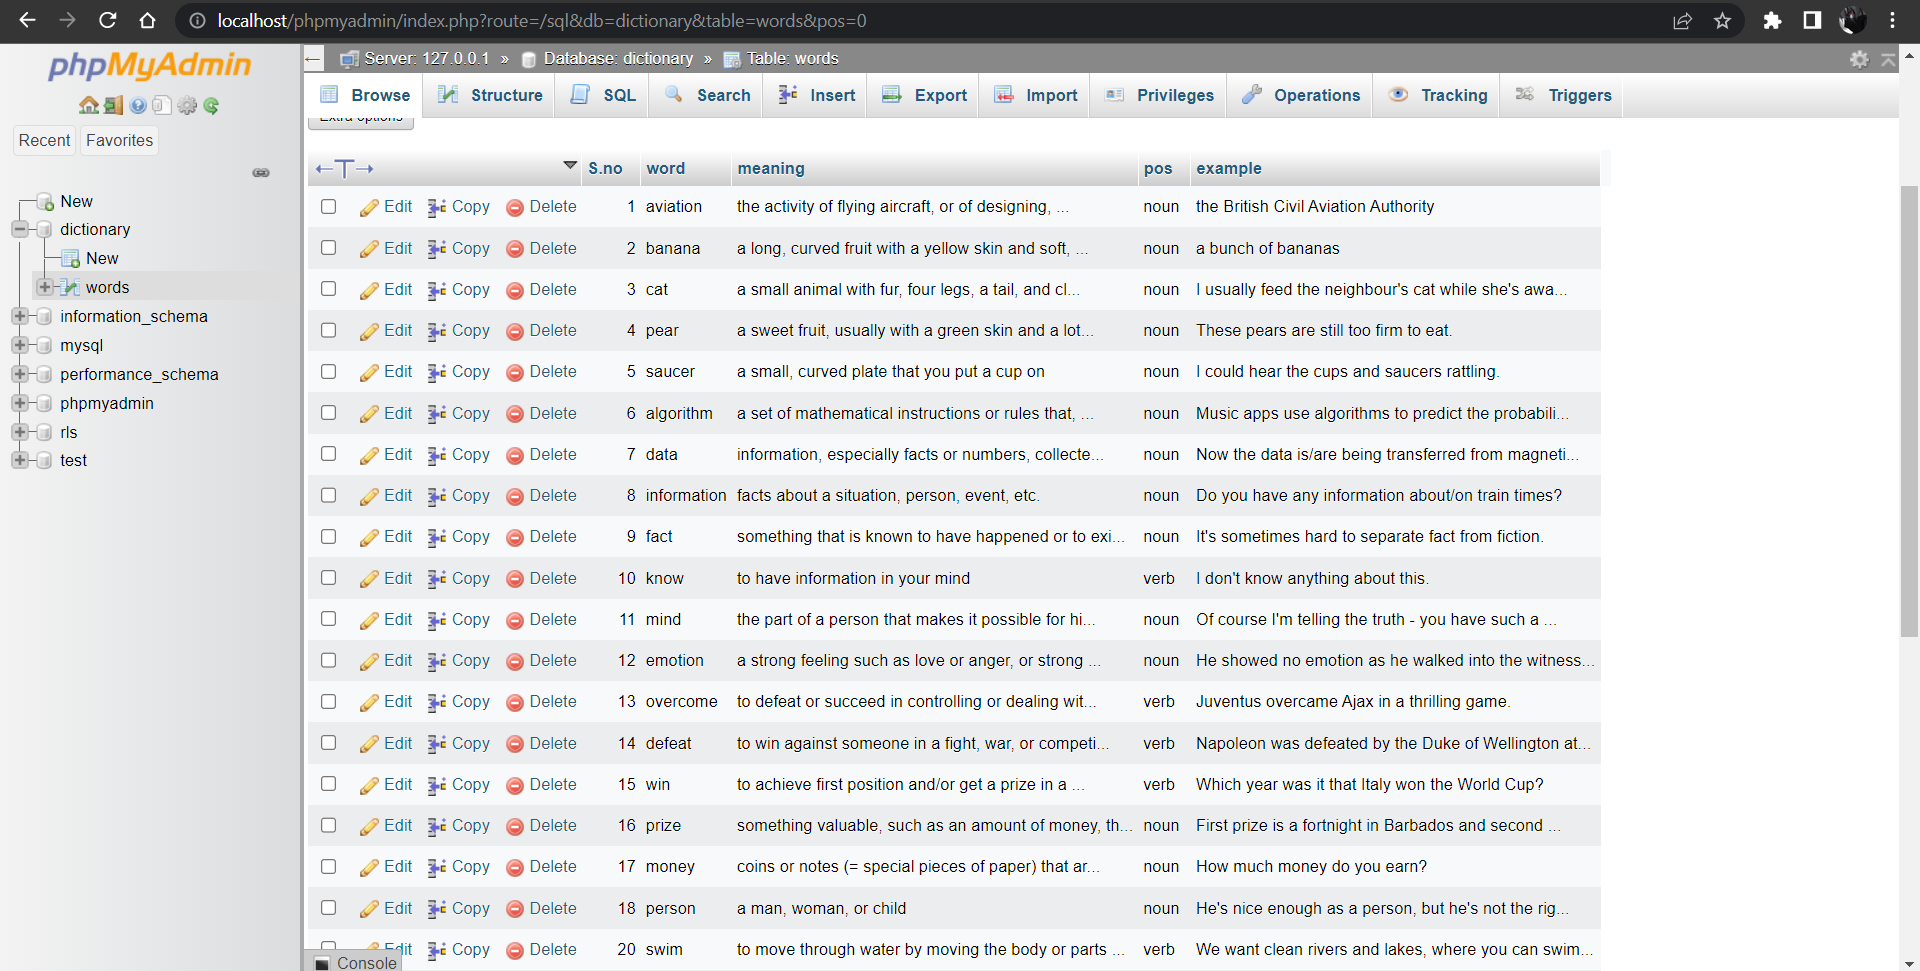 localhost/phpmyadmin/index.php?route=/sql&db=dictionary&table=words&pos=0
phpMyAdmin
Recent Favorites
New
dictionary
New
words
information_schema
mysql
performance_schema
phpmyadmin
rls
test
Server: 127.0.0.1 » Database: dictionary » Table: words
Browse Structure SQL Search Insert Export Import Privileges Operations Tracking Triggers
Extra options
←T→ S.no word meaning pos example
Edit Copy Delete 1 aviation the activity of flying aircraft, or of designing, ... noun the British Civil Aviation Authority
Edit Copy Delete 2 banana a long, curved fruit with a yellow skin and soft, ... noun a bunch of bananas
Edit Copy Delete 3 cat a small animal with fur, four legs, a tail, and cl... noun I usually feed the neighbour's cat while she's awa...
Edit Copy Delete 4 pear a sweet fruit, usually with a green skin and a lot... noun These pears are still too firm to eat.
Edit Copy Delete 5 saucer a small, curved plate that you put a cup on noun I could hear the cups and saucers rattling.
Edit Copy Delete 6 algorithm a set of mathematical instructions or rules that, ... noun Music apps use algorithms to predict the probabili...
Edit Copy Delete 7 data information, especially facts or numbers, collecte... noun Now the data is/are being transferred from magneti...
Edit Copy Delete 8 information facts about a situation, person, event, etc. noun Do you have any information about/on train times?
Edit Copy Delete 9 fact something that is known to have happened or to exi... noun It's sometimes hard to separate fact from fiction.
Edit Copy Delete 10 know to have information in your mind verb I don't know anything about this.
Edit Copy Delete 11 mind the part of a person that makes it possible for hi... noun Of course I'm telling the truth - you have such a ...
Edit Copy Delete 12 emotion a strong feeling such as love or anger, or strong ... noun He showed no emotion as he walked into the witness...
Edit Copy Delete 13 overcome to defeat or succeed in controlling or dealing wit... verb Juventus overcame Ajax in a thrilling game.
Edit Copy Delete 14 defeat to win against someone in a fight, war, or competi... verb Napoleon was defeated by the Duke of Wellington at...
Edit Copy Delete 15 win to achieve first position and/or get a prize in a ... verb Which year was it that Italy won the World Cup?
Edit Copy Delete 16 prize something valuable, such as an amount of money, th... noun First prize is a fortnight in Barbados and second ...
Edit Copy Delete 17 money coins or notes (= special pieces of paper) that ar... noun How much money do you earn?
Edit Copy Delete 18 person a man, woman, or child noun He's nice enough as a person, but he's not the rig...
Edit Copy Delete 20 swim to move through water by moving the body or parts ... verb We want clean rivers and lakes, where you can swim...
Console